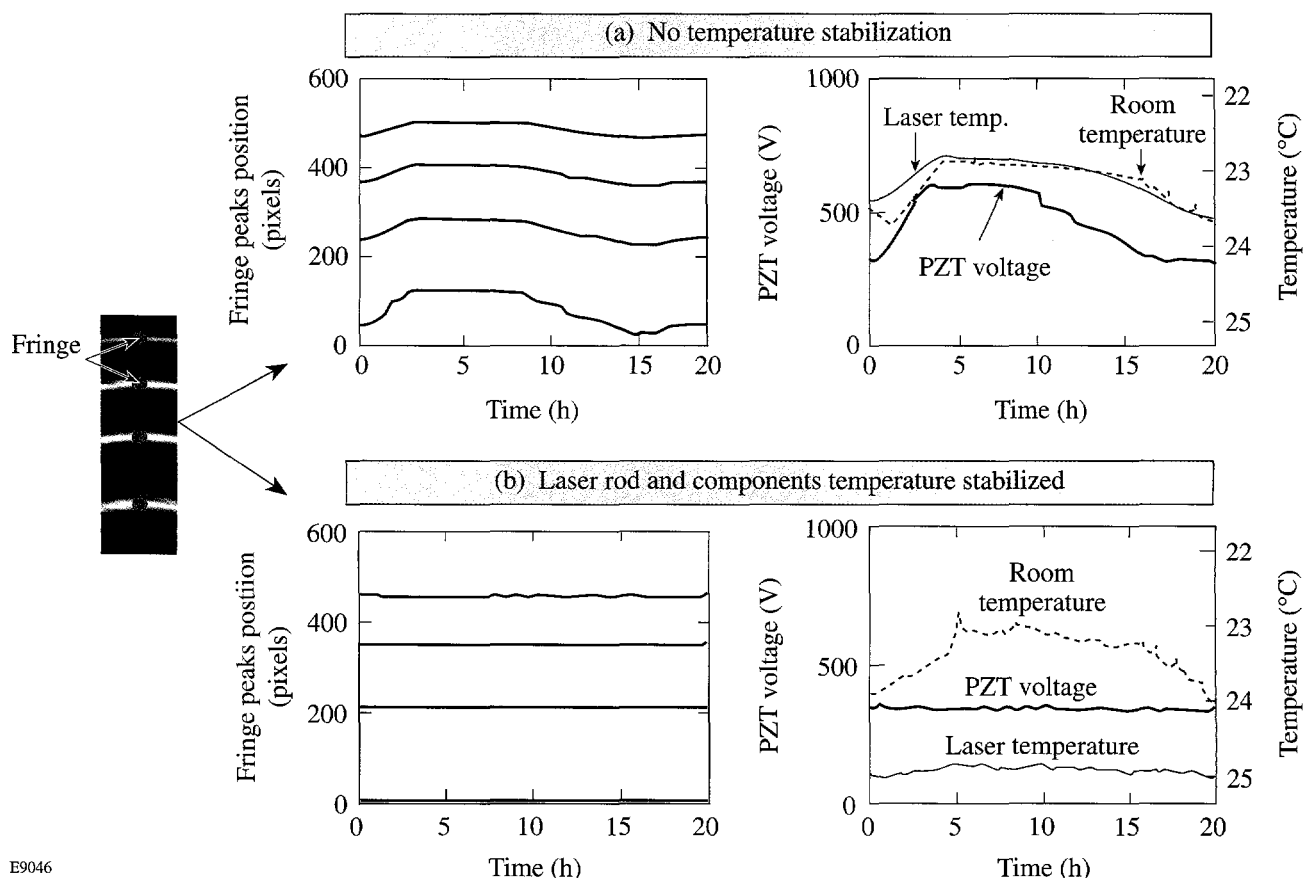 (a) No temperature stabilization
Fringe peaks position
(pixels)
600
400
200
0
0 5 10 15 20
Time (h)
PZT voltage (V)
1000
500
0
Laser temp.
Room
temperature
PZT voltage
22
23
24
25
Temperature (°C)
0 5 10 15 20
Time (h)
Fringe
(b) Laser rod and components temperature stabilized
Fringe peaks postiion
(pixels)
600
400
200
0
0 5 10 15 20
Time (h)
PZT voltage (V)
1000
500
0
Room
temperature
PZT voltage
Laser temperature
22
23
24
25
Temperature (°C)
0 5 10 15 20
Time (h)
E9046